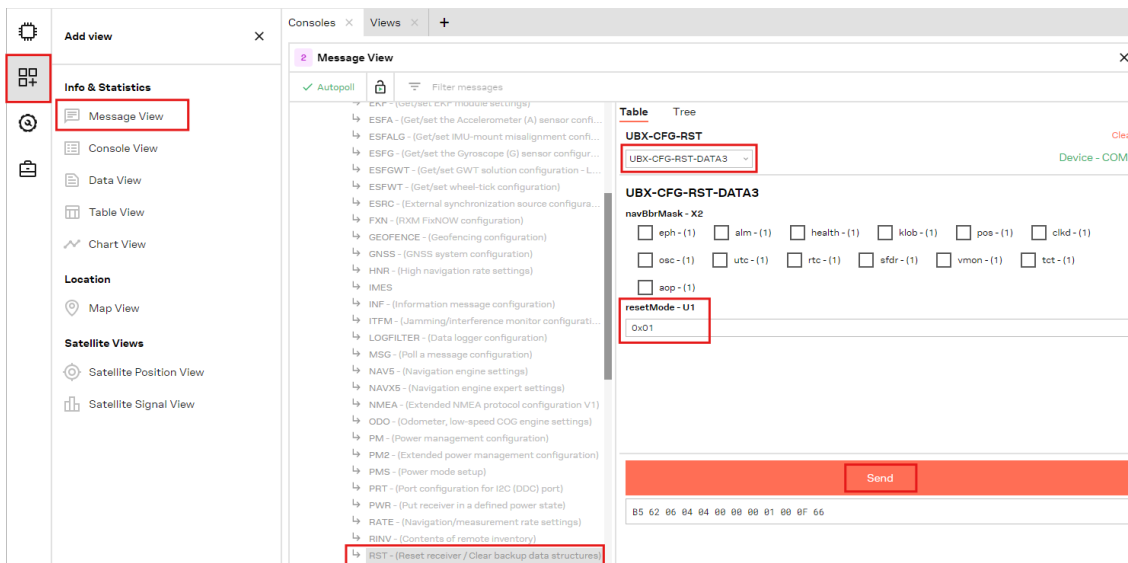 Add view
Info & Statistics
Message View
Console View
Data View
Table View
Chart View
Location
Map View
Satellite Views
Satellite Position View
Satellite Signal View
Consoles
Views
2 Message View
Autopoll
Filter messages
EKF - (Get/set EKF module settings)
ESFA - (Get/set the Accelerometer (A) sensor confi...
ESFALG - (Get/set IMU-mount misalignment confi...
ESFG - (Get/set the Gyroscope (G) sensor configur...
ESFGWT - (Get/set GWT solution configuration - L...
ESFWT - (Get/set wheel-tick configuration)
ESRC - (External synchronization source configura...
FXN - (RXM FixNOW configuration)
GEOFENCE - (Geofencing configuration)
GNSS - (GNSS system configuration)
HNR - (High navigation rate settings)
IMES
INF - (Information message configuration)
ITFM - (Jamming/interference monitor configurati...
LOGFILTER - (Data logger configuration)
MSG - (Poll a message configuration)
NAV5 - (Navigation engine settings)
NAVX5 - (Navigation engine expert settings)
NMEA - (Extended NMEA protocol configuration V1)
ODO - (Odometer, low-speed COG engine settings)
PM - (Power management configuration)
PM2 - (Extended power management configuration)
PMS - (Power mode setup)
PRT - (Port configuration for I2C (DDC) port)
PWR - (Put receiver in a defined power state)
RATE - (Navigation/measurement rate settings)
RINV - (Contents of remote inventory)
RST - (Reset receiver / Clear backup data structures)
Table Tree
UBX-CFG-RST Clea
UBX-CFG-RST-DATA3
Device - COM
UBX-CFG-RST-DATA3
navBbrMask - X2
eph - (1) alm - (1) health - (1) klob - (1) pos - (1) clkd - (1)
osc - (1) utc - (1) rtc - (1) sfdr - (1) vmon - (1) tct - (1)
aop - (1)
resetMode - U1
0x01
Send
B5 62 06 04 04 00 00 00 01 00 0F 66